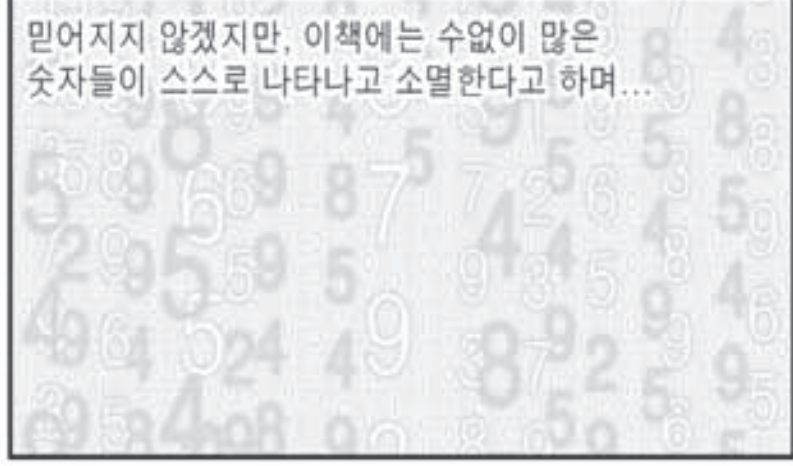 믿어지지 않겠지만, 이책에는 수없이 많은
숫자들이 스스로 나타나고 소멸한다고 하며...